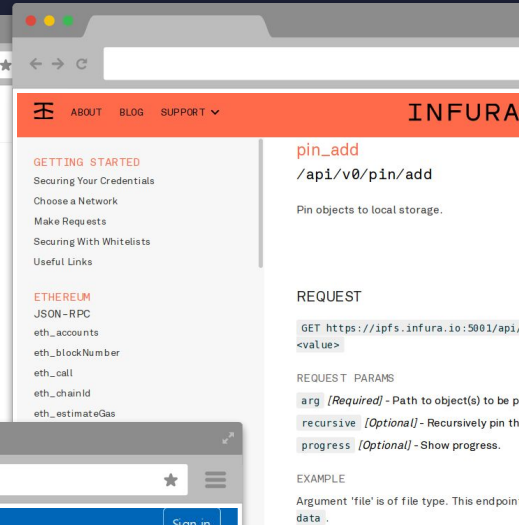 ABOUT BLOG SUPPORT
INFURA
GETTING STARTED
Securing Your Credentials
Choose a Network
Make Requests
Securing With Whitelists
Useful Links
ETHEREUM
JSON-RPC
eth_accounts
eth_blockNumber
eth_call
eth_chainId
eth_estimateGas
pin_add
/api/v0/pin/add
Pin objects to local storage.
REQUEST
GET https://ipfs.infura.io:5001/api/
<value>
REQUEST PARAMS
arg [Required] - Path to object(s) to be p
recursive [Optional] - Recursively pin th
progress [Optional] - Show progress.
EXAMPLE
Argument 'file' is of file type. This endpoin
data .
Sign in